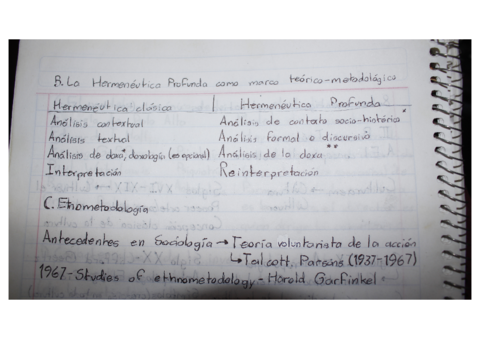 B. La Hermenéutica Profunda como marco teórico-metodológico
Hermenéutica clásica | Hermenéutica Profunda
Análisis contextual Análisis de contexto socio-histórico
Análisis textual Análisis formal o discursivo
Análisis de doxa, doxología (es opcional) Análisis de la doxa **
Interpretación Reinterpretación
C. Etnometodología
Antecedentes en Sociología → Teoría voluntarista de la acción
↳ Talcott Parsons (1937-1967)
1967 - Studies of ethnometodology - Harold Garfinkel